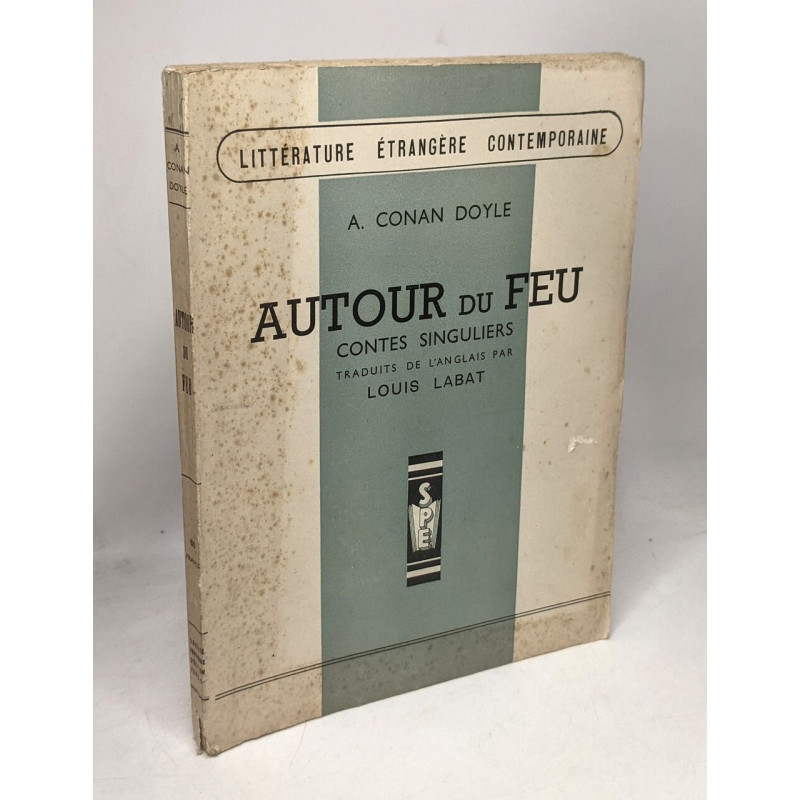 LITTÉRATURE ÉTRANGÈRE CONTEMPORAINE
A. CONAN DOYLE
AUTOUR DU FEU
CONTES SINGULIERS
TRADUITS DE L'ANGLAIS PAR
LOUIS LABAT
SPE
A
CONAN
DOYLE
AUTOUR
DU
FEU